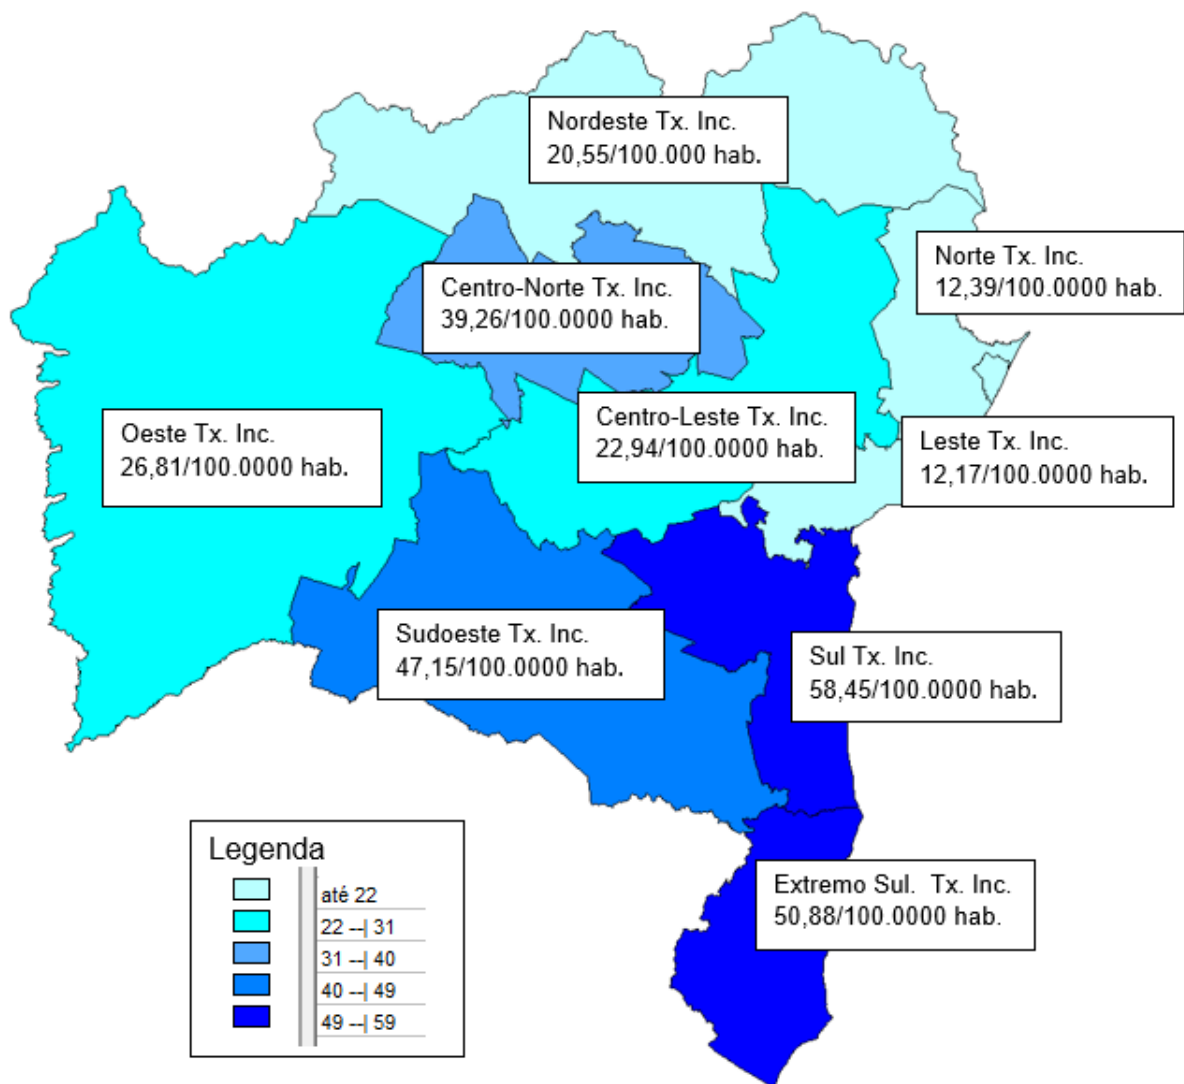 Nordeste Tx. Inc.
20,55/100.000 hab.
Norte Tx. Inc.
12,39/100.0000 hab.
Centro-Norte Tx. Inc.
39,26/100.0000 hab.
Oeste Tx. Inc.
26,81/100.0000 hab.
Centro-Leste Tx. Inc.
22,94/100.0000 hab.
Leste Tx. Inc.
12,17/100.0000 hab.
Sudoeste Tx. Inc.
47,15/100.0000 hab.
Sul Tx. Inc.
58,45/100.0000 hab.
Extremo Sul.  Tx. Inc.
50,88/100.0000 hab.
Legenda
até 22
22 --| 31
31 --| 40
40 --| 49
49 --| 59